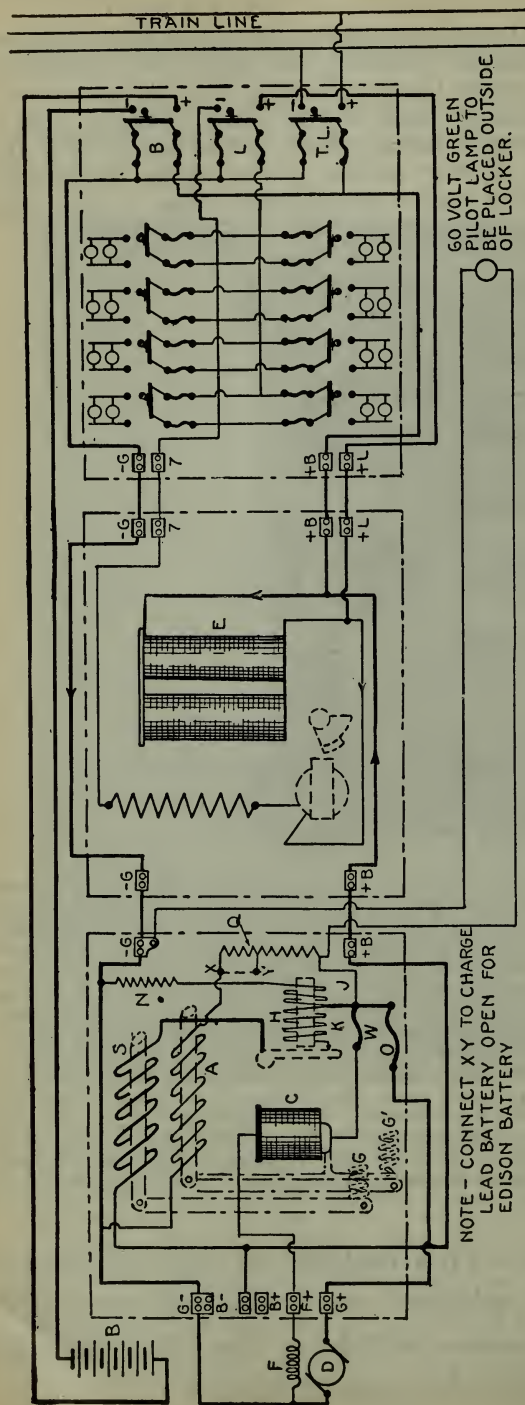 TRAIN LINE
B
L
T.L.
-
+
-
+
-
+
60 VOLT GREEN
PILOT LAMP TO
BE PLACED OUTSIDE
OF LOCKER.
-G
7
+B
+L
-G
7
+B
+L
E
-G
+B
-G
+B
Q
X
Y
N
S
A
H
J
K
W
O
C
G
G'
NOTE - CONNECT XY TO CHARGE
LEAD BATTERY OPEN FOR
EDISON BATTERY
G-
B-
B+
F+
G+
B
F
D